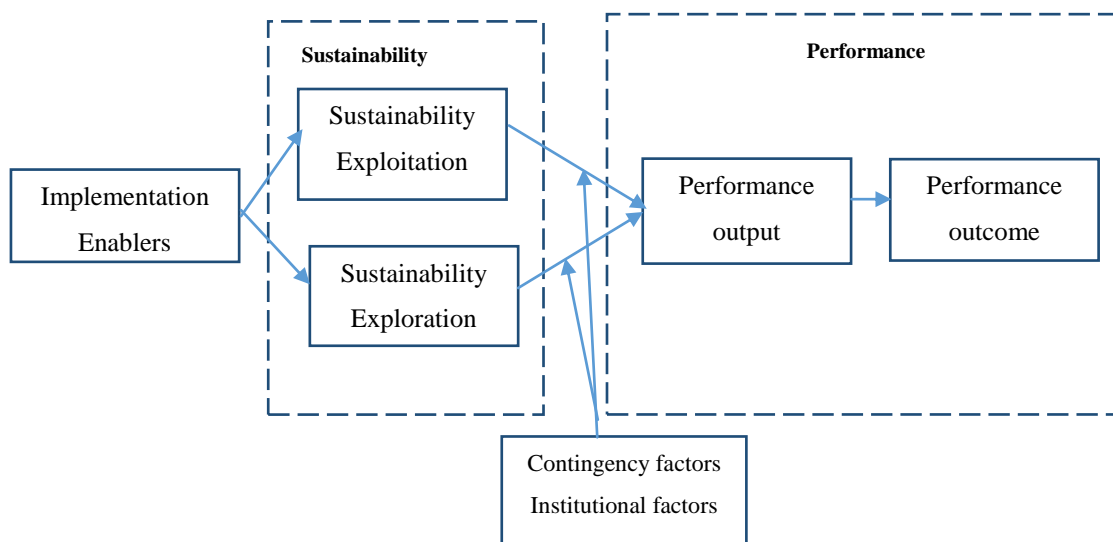 Sustainability
Performance
Sustainability
Exploitation
Implementation
Enablers
Performance
output
Performance
outcome
Sustainability
Exploration
Contingency factors
Institutional factors